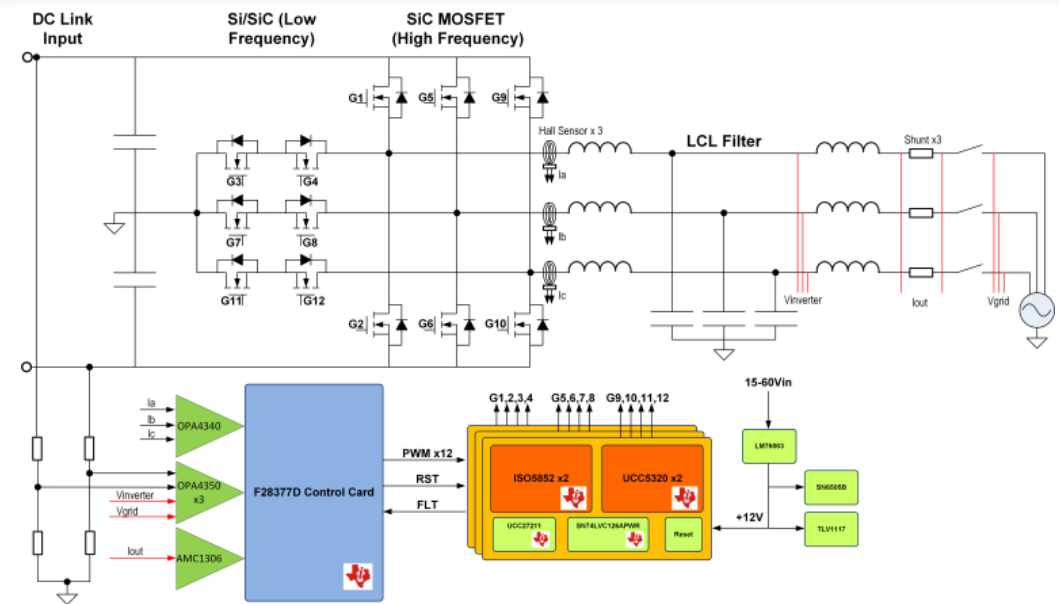 DC Link
Input
Si/SiC (Low
Frequency)
SiC MOSFET
(High Frequency)
G1
G5
G9
Hall Sensor x 3
LCL Filter
Shunt x3
Ia
G3
G4
Ib
G7
G8
Ic
G11
G12
Vinverter
Iout
Vgrid
G2
G6
G10
15-60Vin
Ia
Ib
Ic
OPA4340
G1,2,3,4
G5,6,7,8
G9,10,11,12
LM76003
PWM x12
RST
FLT
OPA4350
x3
Vinverter
Vgrid
F28377D Control Card
ISO5852 x2
UCC5320 x2
SN6505B
+12V
TLV1117
UCC27211
SN74LVC126APWR
Reset
Iout
AMC1306